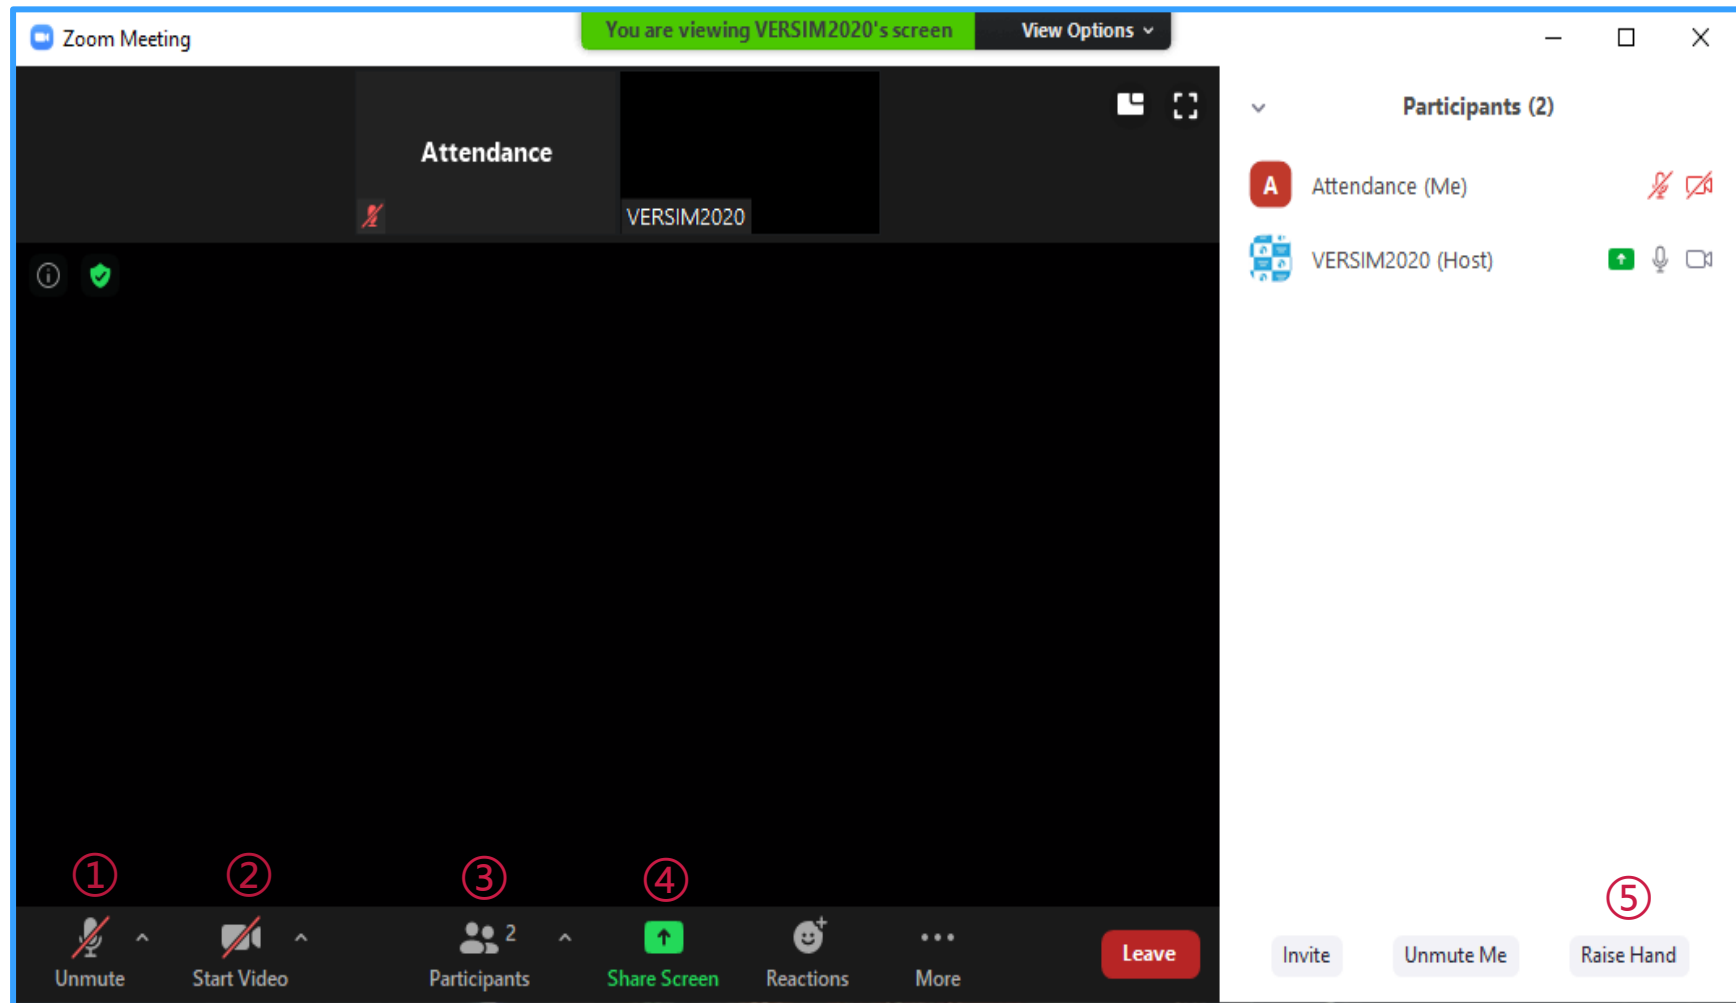 Zoom Meeting
You are viewing VERSIM2020's screen
View Options
Attendance
VERSIM2020
Participants (2)
A Attendance (Me)
VERSIM2020 (Host)
① ② ③ ④
2
Unmute Start Video Participants Share Screen Reactions More
Leave
⑤
Invite Unmute Me Raise Hand